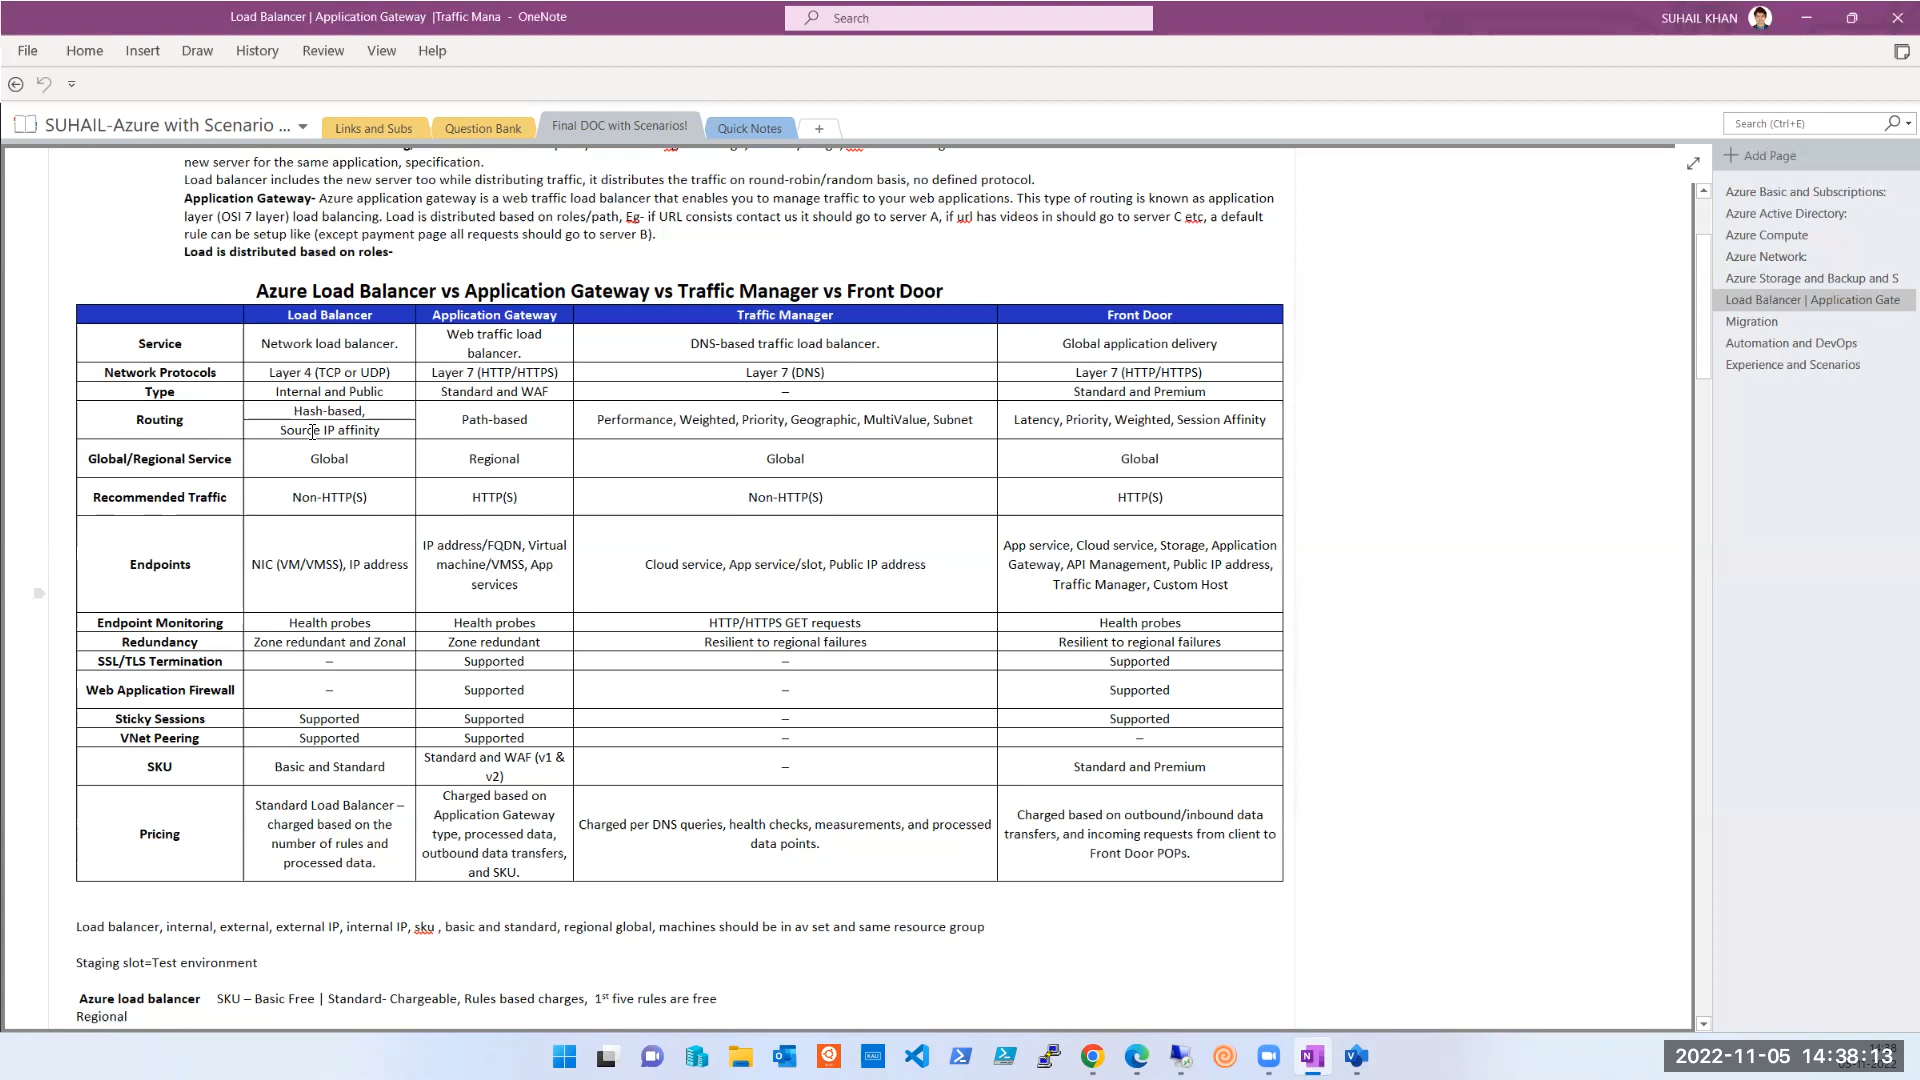 Load Balancer | Application Gateway |Traffic Mana - OneNote
Search
SUHAIL KHAN
File Home Insert Draw History Review View Help
SUHAIL-Azure with Scenario ...
Links and Subs
Question Bank
Final DOC with Scenarios!
Quick Notes
Search (Ctrl+E)
Add Page
Azure Basic and Subscriptions:
Azure Active Directory:
Azure Compute
Azure Network:
Azure Storage and Backup and S
Load Balancer | Application Gate
Migration
Automation and DevOps
Experience and Scenarios
new server for the same application, specification.
Load balancer includes the new server too while distributing traffic, it distributes the traffic on round-robin/random basis, no defined protocol.
Application Gateway- Azure application gateway is a web traffic load balancer that enables you to manage traffic to your web applications. This type of routing is known as application
layer (OSI 7 layer) load balancing. Load is distributed based on roles/path, Eg- if URL consists contact us it should go to server A, if url has videos in should go to server C etc, a default
rule can be setup like (except payment page all requests should go to server B).
Load is distributed based on roles-
Azure Load Balancer vs Application Gateway vs Traffic Manager vs Front Door
Load Balancer Application Gateway Traffic Manager Front Door
Service Network load balancer. Web traffic load balancer. DNS-based traffic load balancer. Global application delivery
Network Protocols Layer 4 (TCP or UDP) Layer 7 (HTTP/HTTPS) Layer 7 (DNS) Layer 7 (HTTP/HTTPS)
Type Internal and Public Standard and WAF – Standard and Premium
Routing Hash-based, Source IP affinity Path-based Performance, Weighted, Priority, Geographic, MultiValue, Subnet Latency, Priority, Weighted, Session Affinity
Global/Regional Service Global Regional Global Global
Recommended Traffic Non-HTTP(S) HTTP(S) Non-HTTP(S) HTTP(S)
Endpoints NIC (VM/VMSS), IP address IP address/FQDN, Virtual machine/VMSS, App services Cloud service, App service/slot, Public IP address App service, Cloud service, Storage, Application Gateway, API Management, Public IP address, Traffic Manager, Custom Host
Endpoint Monitoring Health probes Health probes HTTP/HTTPS GET requests Health probes
Redundancy Zone redundant and Zonal Zone redundant Resilient to regional failures Resilient to regional failures
SSL/TLS Termination – Supported – Supported
Web Application Firewall – Supported – Supported
Sticky Sessions Supported Supported – Supported
VNet Peering Supported Supported – –
SKU Basic and Standard Standard and WAF (v1 & v2) – Standard and Premium
Pricing Standard Load Balancer – charged based on the number of rules and processed data. Charged based on Application Gateway type, processed data, outbound data transfers, and SKU. Charged per DNS queries, health checks, measurements, and processed data points. Charged based on outbound/inbound data transfers, and incoming requests from client to Front Door POPs.
Load balancer, internal, external, external IP, internal IP, sku , basic and standard, regional global, machines should be in av set and same resource group
Staging slot=Test environment
Azure load balancer SKU – Basic Free | Standard- Chargeable, Rules based charges, 1st five rules are free
Regional
2022-11-05 14:38:13